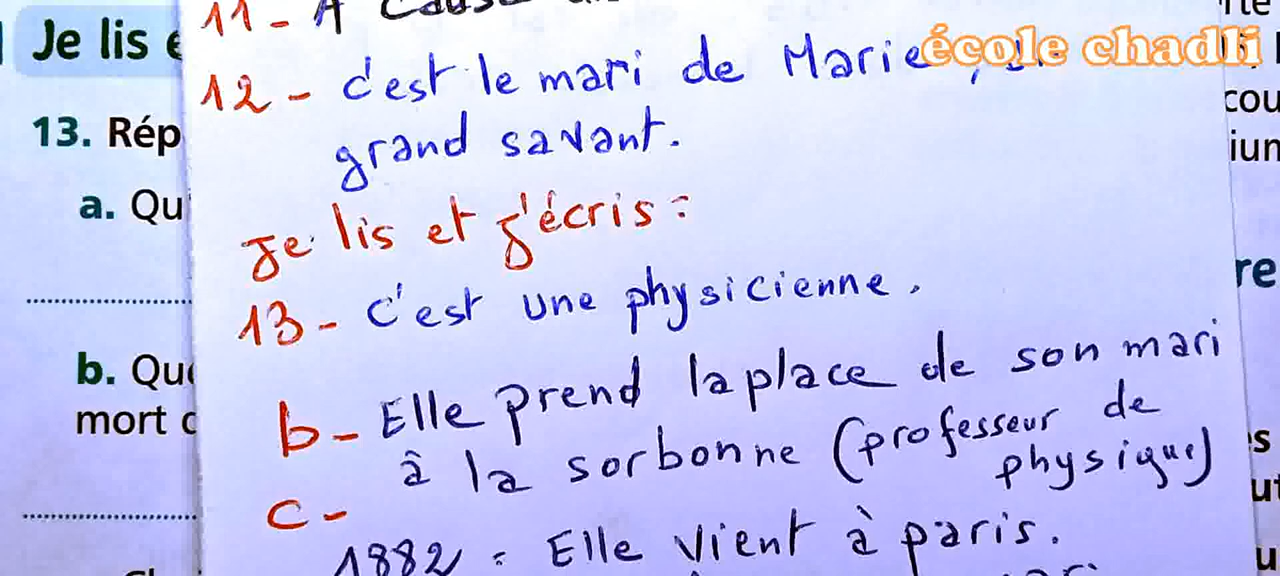 Je lis
11 - A cause
école chadli
12 - c'est le mari de Marie,
grand savant.
13. Rép
a. Qu
cou
Je lis et j'écris :
13 - c'est une physicienne.
re
b. Qu
mort
b - Elle prend la place de son mari
à la sorbonne (professeur de
physique)
c -
1882 : Elle vient à paris.